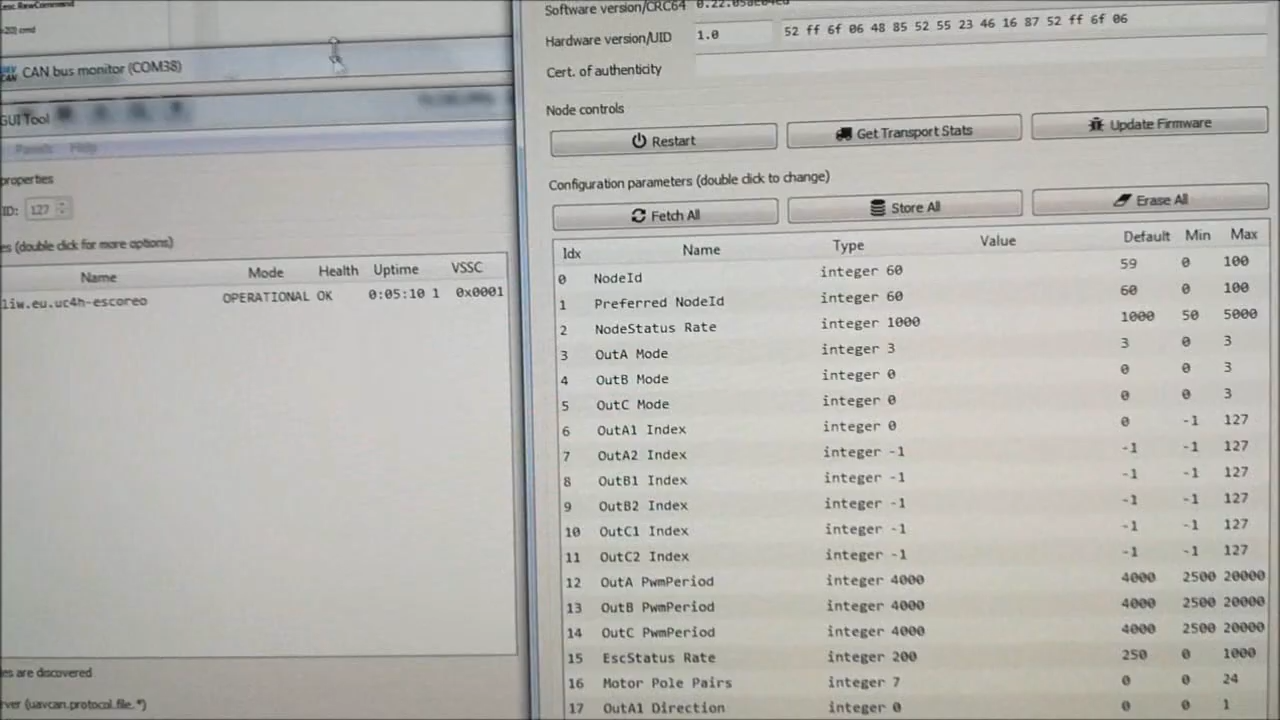 esc.RawCommand
cmd
CAN bus monitor (COM38)
GUI Tool
Panels Help
properties
ID: 127
es (double click for more options)
Name Mode Health Uptime VSSC
liw.eu.uc4h-escoreo OPERATIONAL OK 0:05:10 1 0x0001
es are discovered
rver (uavcan.protocol.file.*)
Software version/CRC64
Hardware version/UID 1.0 52 ff 6f 06 48 85 52 55 23 46 16 87 52 ff 6f 06
Cert. of authenticity
Node controls
Restart Get Transport Stats Update Firmware
Configuration parameters (double click to change)
Fetch All Store All Erase All
Idx Name Type Value Default Min Max
0 NodeId integer 60 59 0 100
1 Preferred NodeId integer 60 60 0 100
2 NodeStatus Rate integer 1000 1000 50 5000
3 OutA Mode integer 3 3 0 3
4 OutB Mode integer 0 0 0 3
5 OutC Mode integer 0 0 0 3
6 OutA1 Index integer 0 0 -1 127
7 OutA2 Index integer -1 -1 -1 127
8 OutB1 Index integer -1 -1 -1 127
9 OutB2 Index integer -1 -1 -1 127
10 OutC1 Index integer -1 -1 -1 127
11 OutC2 Index integer -1 -1 -1 127
12 OutA PwmPeriod integer 4000 4000 2500 20000
13 OutB PwmPeriod integer 4000 4000 2500 20000
14 OutC PwmPeriod integer 4000 4000 2500 20000
15 EscStatus Rate integer 200 250 0 1000
16 Motor Pole Pairs integer 7 0 0 24
17 OutA1 Direction integer 0 0 0 1